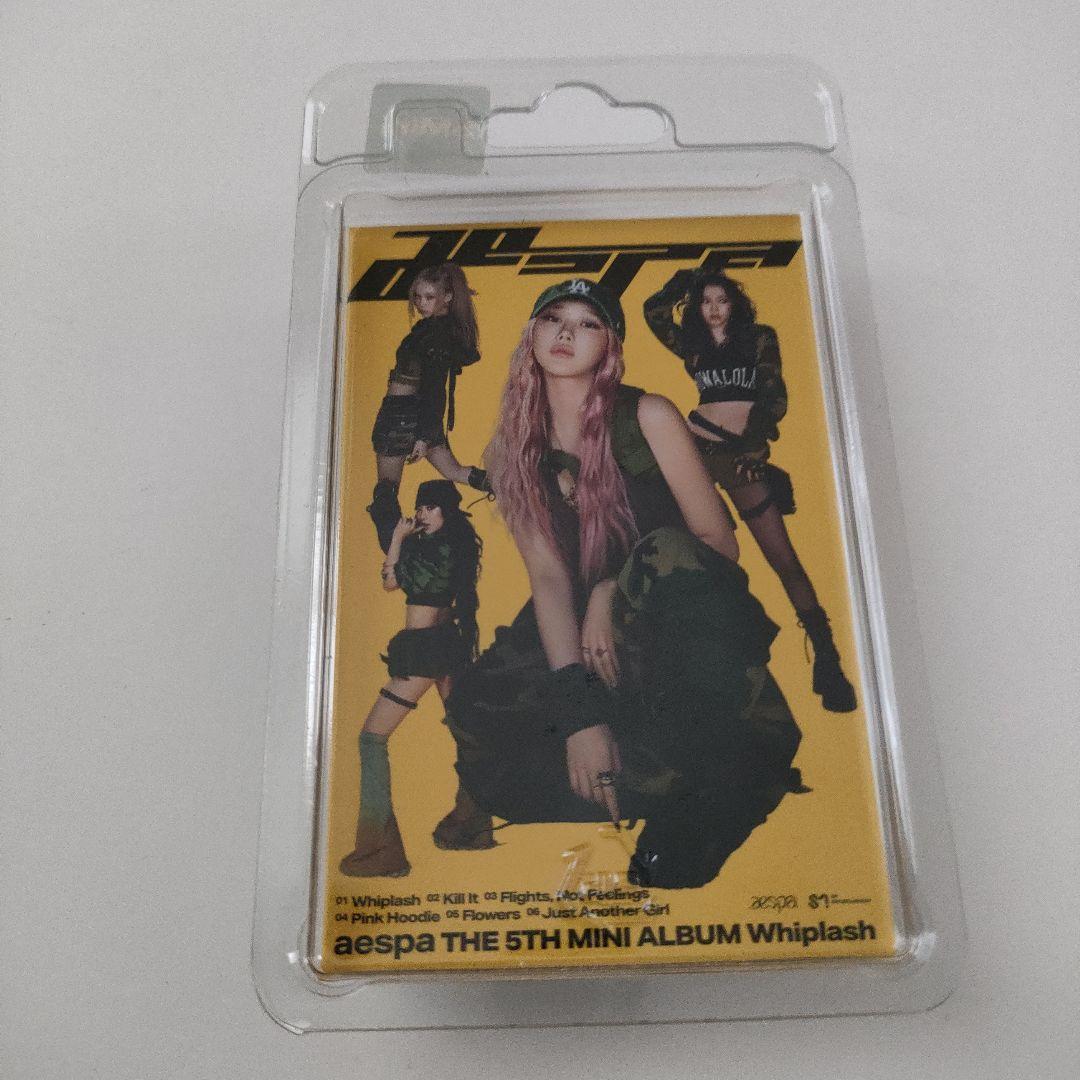 aespa
LA
01 Whiplash 02 Kill It 03 Flights, Not Feelings
04 Pink Hoodie 05 Flowers 06 Just Another Girl
aespa
aespa THE 5TH MINI ALBUM Whiplash